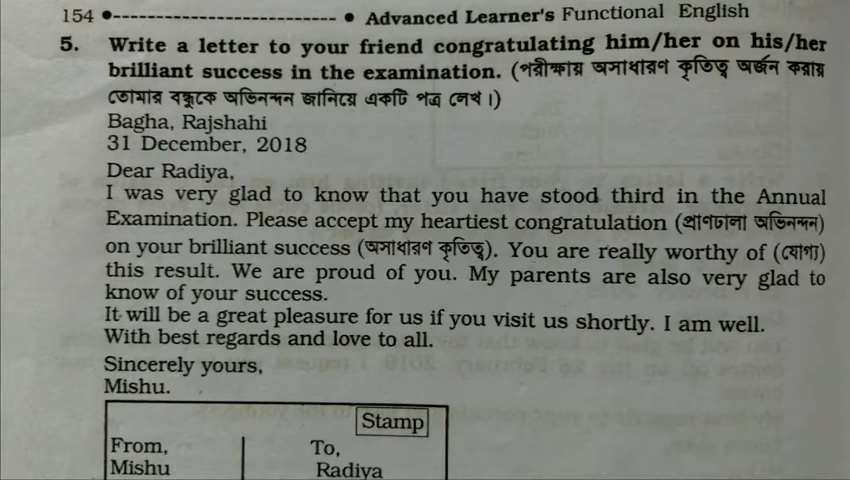 154 •-------------------------- • Advanced Learner's Functional English
5. Write a letter to your friend congratulating him/her on his/her
brilliant success in the examination. (পরীক্ষায় অসাধারণ কৃতিত্ব অর্জন করায়
তোমার বন্ধুকে অভিনন্দন জানিয়ে একটি পত্র লেখ।)
Bagha, Rajshahi
31 December, 2018
Dear Radiya,
I was very glad to know that you have stood third in the Annual
Examination. Please accept my heartiest congratulation (প্রাণঢালা অভিনন্দন)
on your brilliant success (অসাধারণ কৃতিত্ব). You are really worthy of (যোগ্য)
this result. We are proud of you. My parents are also very glad to
know of your success.
It will be a great pleasure for us if you visit us shortly. I am well.
With best regards and love to all.
Sincerely yours,
Mishu.
Stamp
From,
Mishu
To,
Radiya